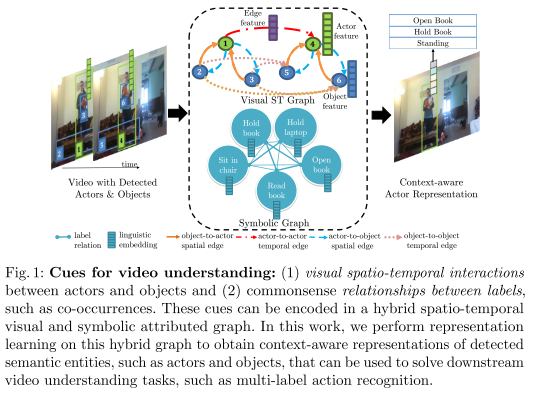 Edge
feature
Actor
feature
1
4
2
3
5
6
Object
feature
Visual ST Graph
Hold
book
Hold
laptop
Sit in
chair
Open
book
Read
book
Symbolic Graph
time
Video with Detected
Actors & Objects
Open Book
Hold Book
Standing
Context-aware
Actor Representation
label
relation
linguistic
embedding
object-to-actor
spatial edge
actor-to-actor
temporal edge
actor-to-object
spatial edge
object-to-object
temporal edge
Fig. 1: Cues for video understanding: (1) visual spatio-temporal interactions
between actors and objects and (2) commonsense relationships between labels,
such as co-occurrences. These cues can be encoded in a hybrid spatio-temporal
visual and symbolic attributed graph. In this work, we perform representation
learning on this hybrid graph to obtain context-aware representations of detected
semantic entities, such as actors and objects, that can be used to solve downstream
video understanding tasks, such as multi-label action recognition.